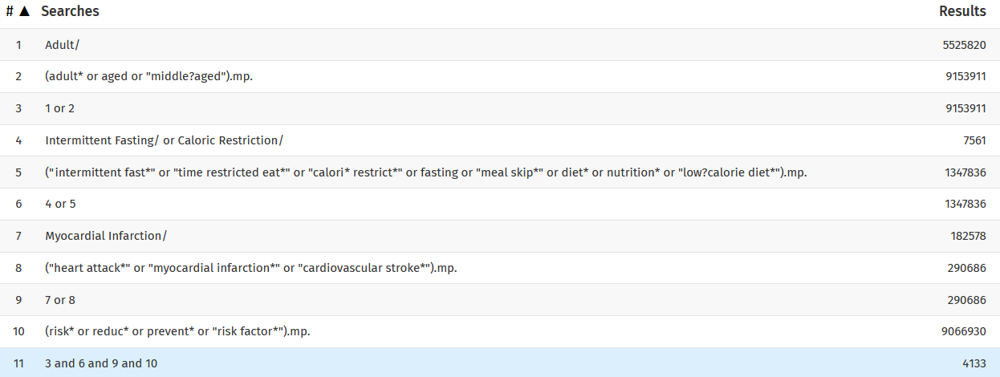 # ▲ Searches Results
1 Adult/ 5525820
2 (adult* or aged or "middle?aged").mp. 9153911
3 1 or 2 9153911
4 Intermittent Fasting/ or Caloric Restriction/ 7561
5 ("intermittent fast*" or "time restricted eat*" or "calori* restrict*" or fasting or "meal skip*" or diet* or nutrition* or "low?calorie diet*").mp. 1347836
6 4 or 5 1347836
7 Myocardial Infarction/ 182578
8 ("heart attack*" or "myocardial infarction*" or "cardiovascular stroke*").mp. 290686
9 7 or 8 290686
10 (risk* or reduc* or prevent* or "risk factor*").mp. 9066930
11 3 and 6 and 9 and 10 4133